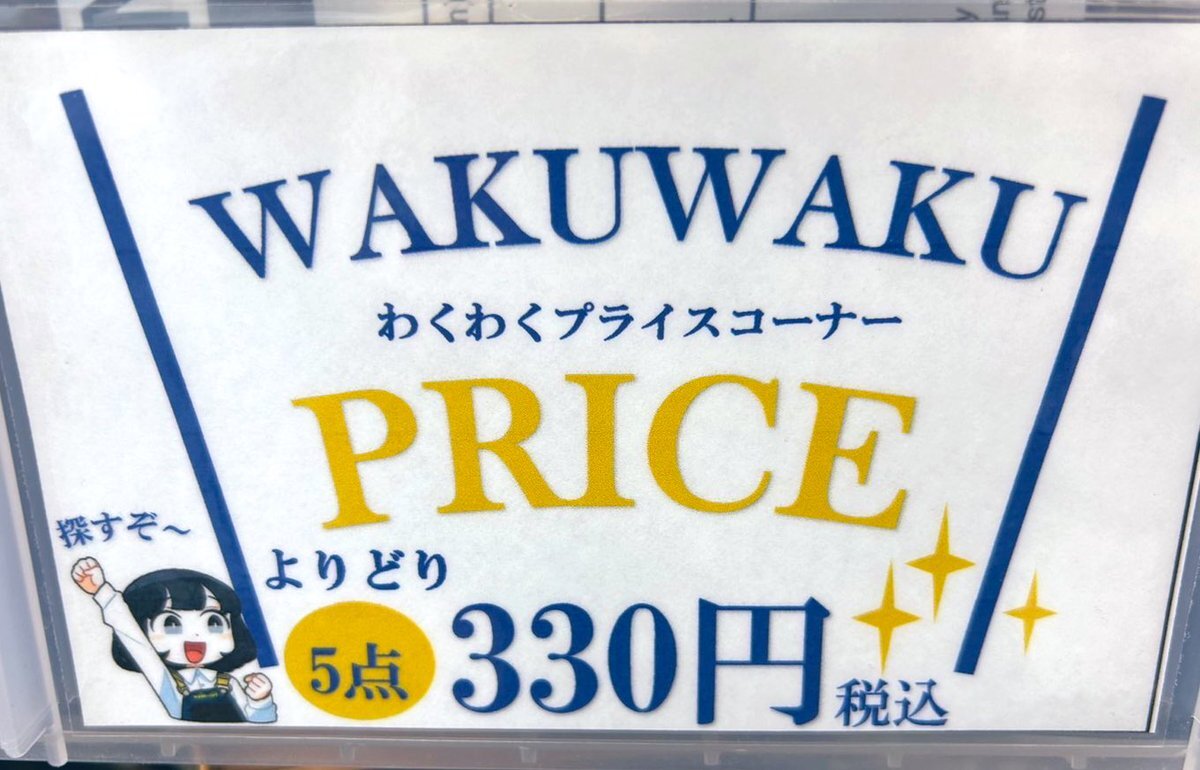 WAKUWAKU
わくわくプライスコーナー
PRICE
探すぞ~
よりどり
5点 330円 税込